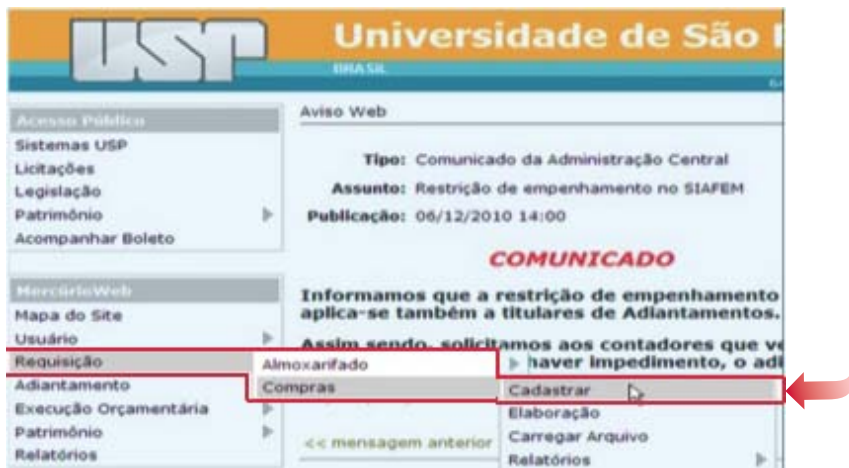 USP
Universidade de São
BRASIL
Acesso Público
Sistemas USP
Licitações
Legislação
Patrimônio
Acompanhar Boleto
MercúrioWeb
Mapa do Site
Usuário
Requisição
Adiantamento
Execução Orçamentária
Patrimônio
Relatórios
Almoxarifado
Compras
Cadastrar
Elaboração
Carregar Arquivo
Relatórios
Aviso Web
Tipo: Comunicado da Administração Central
Assunto: Restrição de empenhamento no SIAFEM
Publicação: 06/12/2010 14:00
COMUNICADO
Informamos que a restrição de empenhamento
aplica-se também a titulares de Adiantamentos.
Assim sendo, solicitamos aos contadores que
haver impedimento, o
<< mensagem anterior